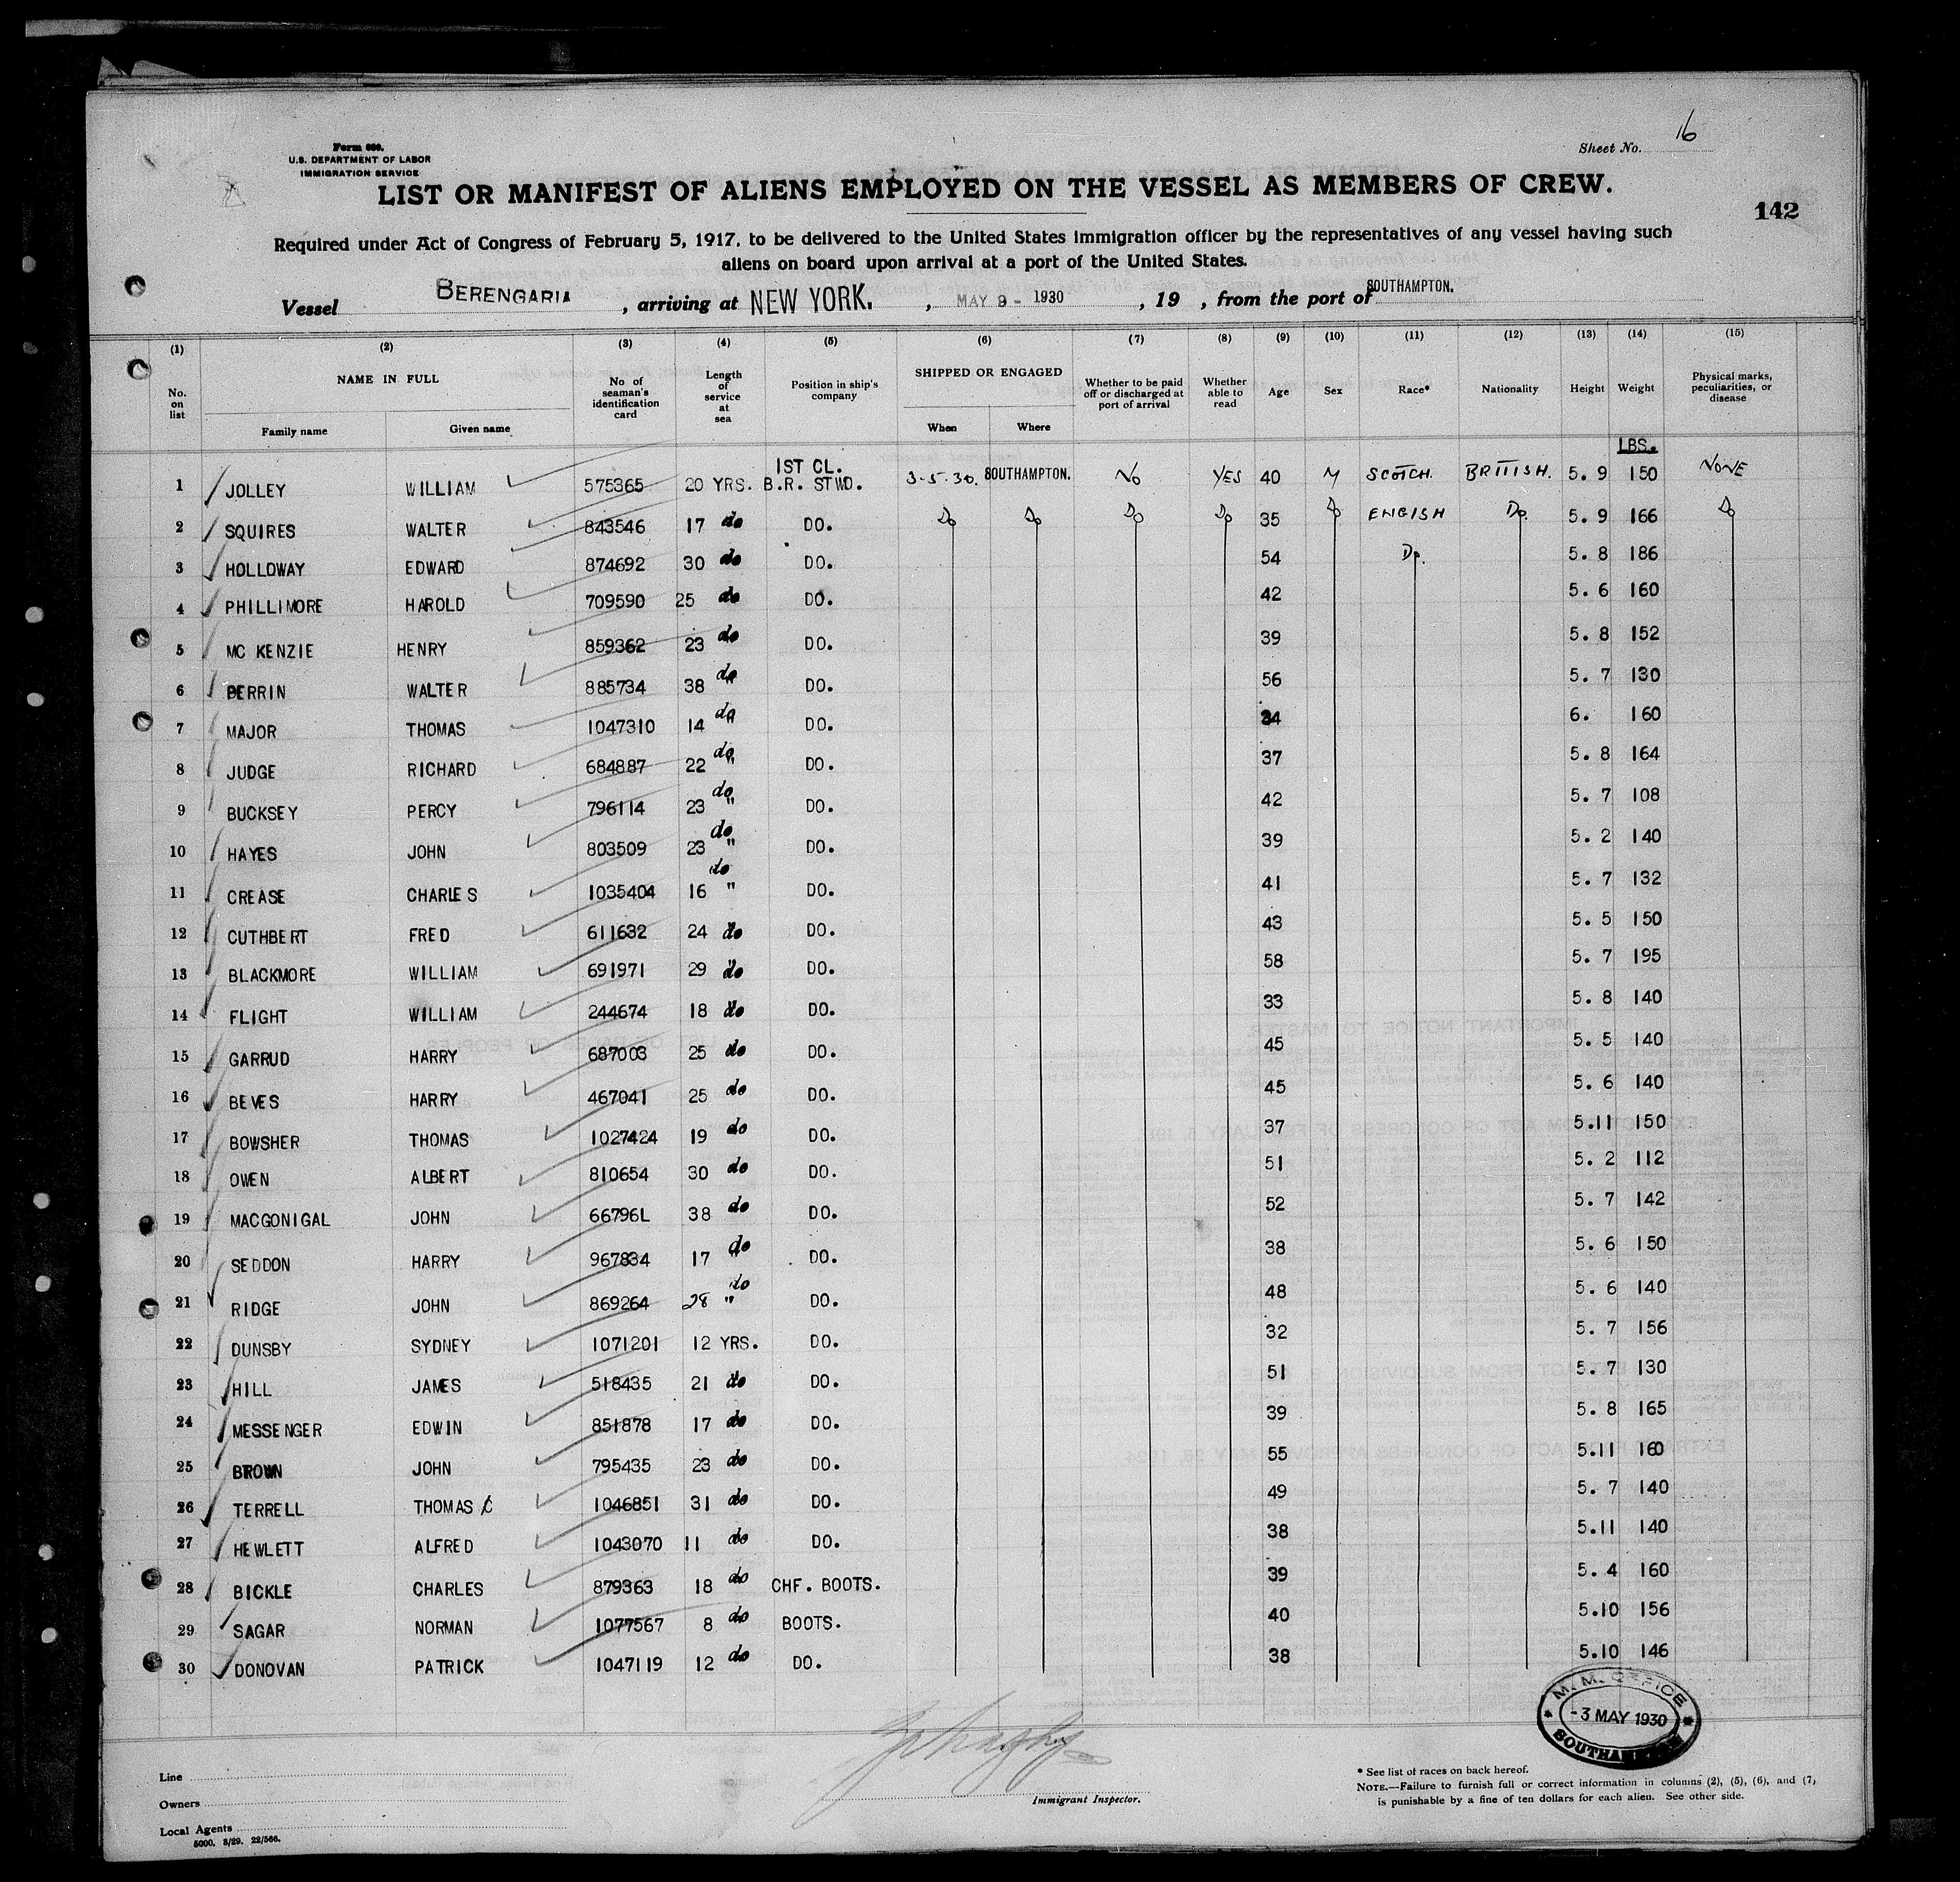 16
Form 680.
U.S. DEPARTMENT OF LABOR
IMMIGRATION SERVICE
Sheet No.
LIST OR MANIFEST OF ALIENS EMPLOYED ON THE VESSEL AS MEMBERS OF CREW.
142
Required under Act of Congress of February 5, 1917, to be delivered to the United States immigration officer by the representatives of any vessel having such
aliens on board upon arrival at a port of the United States.
Vessel BERENGARIA, arriving at NEW YORK. , MAY 9 - 1930 , 19 , from the port of SOUTHAMPTON.
(1) (2) (3) (4) (5) (6) (7) (8) (9) (10) (11) (12) (13) (14) (15)
No. on list NAME IN FULL Family name Given name No of seaman's identification card Length of service at sea Position in ship's company SHIPPED OR ENGAGED When Where Whether to be paid off or discharged at port of arrival Whether able to read Age Sex Race* Nationality Height Weight Physical marks, peculiarities, or disease
LBS.
1 JOLLEY WILLIAM 575365 20 YRS. 1ST CL. B.R. STWD. 3-5-30. SOUTHAMPTON. No YES 40 M SCOTCH. BRITISH. 5. 9 150 NONE
2 SQUIRES WALTER 843546 17 do DO. Do Do Do Do 35 Do ENGISH Do. 5. 9 166 Do
3 HOLLOWAY EDWARD 874692 30 do DO. 54 Do. 5. 8 186
4 PHILLIMORE HAROLD 709590 25 do DO. 42 5. 6 160
5 MC KENZIE HENRY 859362 23 do DO. 39 5. 8 152
6 PERRIN WALTER 885734 38 do " DO. 56 5. 7 130
7 MAJOR THOMAS 1047310 14 do " DO. 34 6. 160
8 JUDGE RICHARD 684887 22 do " DO. 37 5. 8 164
9 BUCKSEY PERCY 796114 23 do " DO. 42 5. 7 108
10 HAYES JOHN 803509 23 do " DO. 39 5. 2 140
11 CREASE CHARLES 1035404 16 do " DO. 41 5. 7 132
12 CUTHBERT FRED 611632 24 do DO. 43 5. 5 150
13 BLACKMORE WILLIAM 691971 29 do DO. 58 5. 7 195
14 FLIGHT WILLIAM 244674 18 do DO. 33 5. 8 140
15 GARRUD HARRY 687003 25 do DO. 45 5. 5 140
16 BEVES HARRY 467041 25 do DO. 45 5. 6 140
17 BOWSHER THOMAS 1027424 19 do DO. 37 5.11 150
18 OWEN ALBERT 810654 30 do DO. 51 5. 2 112
19 MACGONIGAL JOHN 66796L 38 do DO. 52 5. 7 142
20 SEDDON HARRY 967834 17 do " DO. 38 5. 6 150
21 RIDGE JOHN 869264 28 do " DO. 48 5. 6 140
22 DUNSBY SYDNEY 1071201 12 YRS. DO. 32 5. 7 156
23 HILL JAMES 518435 21 do DO. 51 5. 7 130
24 MESSENGER EDWIN 851878 17 do DO. 39 5. 8 165
25 BROWN JOHN 795435 23 do DO. 55 5.11 160
26 TERRELL THOMAS C 1046851 31 do DO. 49 5. 7 140
27 HEWLETT ALFRED 1043070 11 do DO. 38 5.11 140
28 BICKLE CHARLES 879363 18 do CHF. BOOTS. 39 5. 4 160
29 SAGAR NORMAN 1077567 8 do BOOTS. 40 5.10 156
30 DONOVAN PATRICK 1047119 12 do DO. 38 5.10 146
M. M. OFFICE
- 3 MAY 1930
SOUTHAMPTON
Line
Owners
Local Agents
5000. 3/29. 22/566.
Immigrant Inspector.
* See list of races on back hereof.
NOTE.—Failure to furnish full or correct information in columns (2), (5), (6), and (7),
is punishable by a fine of ten dollars for each alien. See other side.